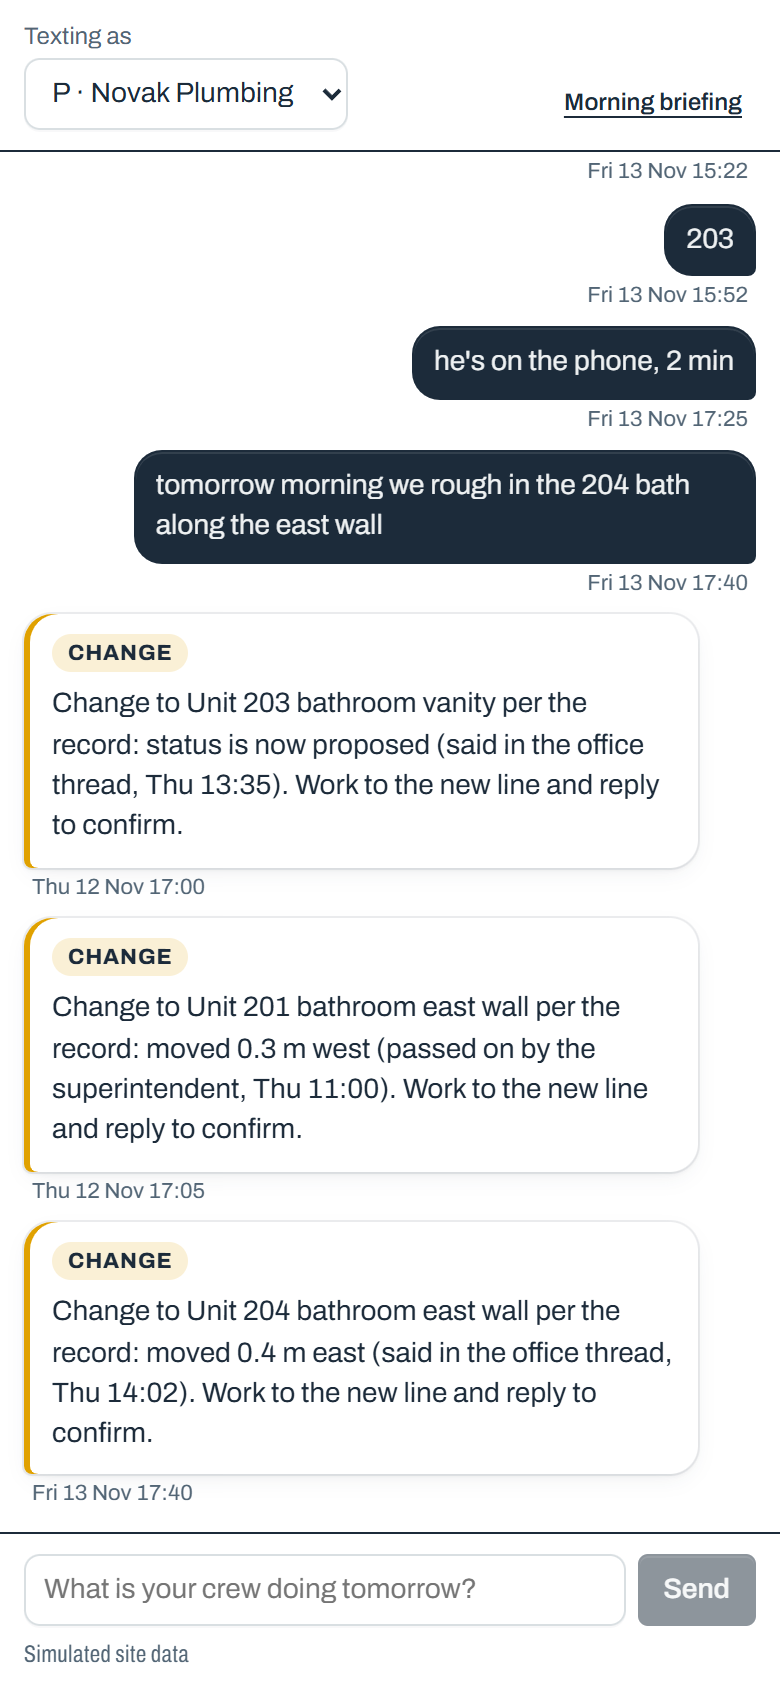 Texting as
P · Novak Plumbing
Morning briefing
Fri 13 Nov 15:22
203
Fri 13 Nov 15:52
he's on the phone, 2 min
Fri 13 Nov 17:25
tomorrow morning we rough in the 204 bath
along the east wall
Fri 13 Nov 17:40
CHANGE
Change to Unit 203 bathroom vanity per the
record: status is now proposed (said in the office
thread, Thu 13:35). Work to the new line and reply
to confirm.
Thu 12 Nov 17:00
CHANGE
Change to Unit 201 bathroom east wall per the
record: moved 0.3 m west (passed on by the
superintendent, Thu 11:00). Work to the new line
and reply to confirm.
Thu 12 Nov 17:05
CHANGE
Change to Unit 204 bathroom east wall per the
record: moved 0.4 m east (said in the office thread,
Thu 14:02). Work to the new line and reply to
confirm.
Fri 13 Nov 17:40
What is your crew doing tomorrow?
Send
Simulated site data